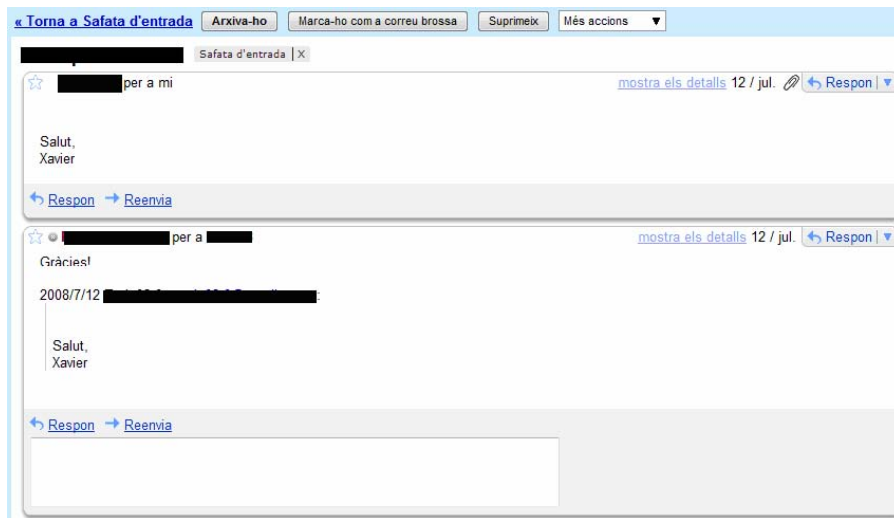 « Torna a Safata d'entrada Arxiva-ho Marca-ho com a correu brossa Suprimeix Més accions
Safata d'entrada | X
per a mi mostra els detalls 12 / jul. Respon
Salut,
Xavier
Respon Reenvia
per a mostra els detalls 12 / jul. Respon
Gràcies!
2008/7/12 :
Salut,
Xavier
Respon Reenvia